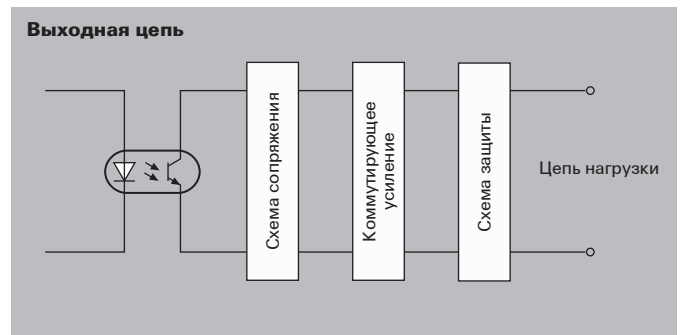 Выходная цепь
Схема сопряжения
Коммутирующее
усиление
Схема защиты
Цепь нагрузки